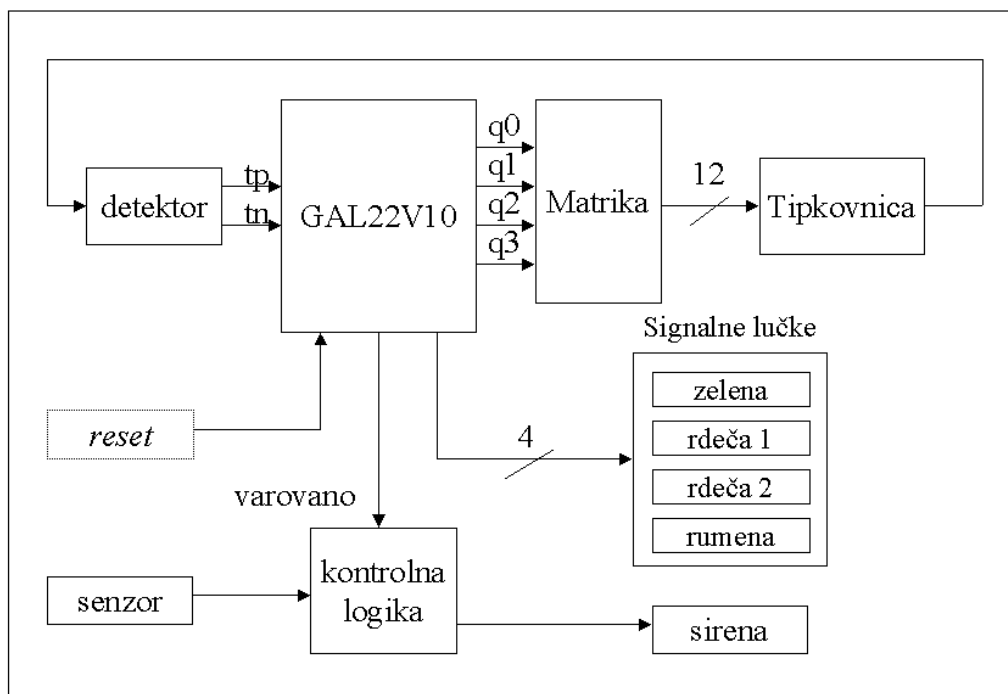 detektor
tp
tn
GAL22V10
q0
q1
q2
q3
Matrika
12
Tipkovnica
Signalne lučke
zelena
rdeča 1
rdeča 2
rumena
reset
4
varovano
senzor
kontrolna
logika
sirena